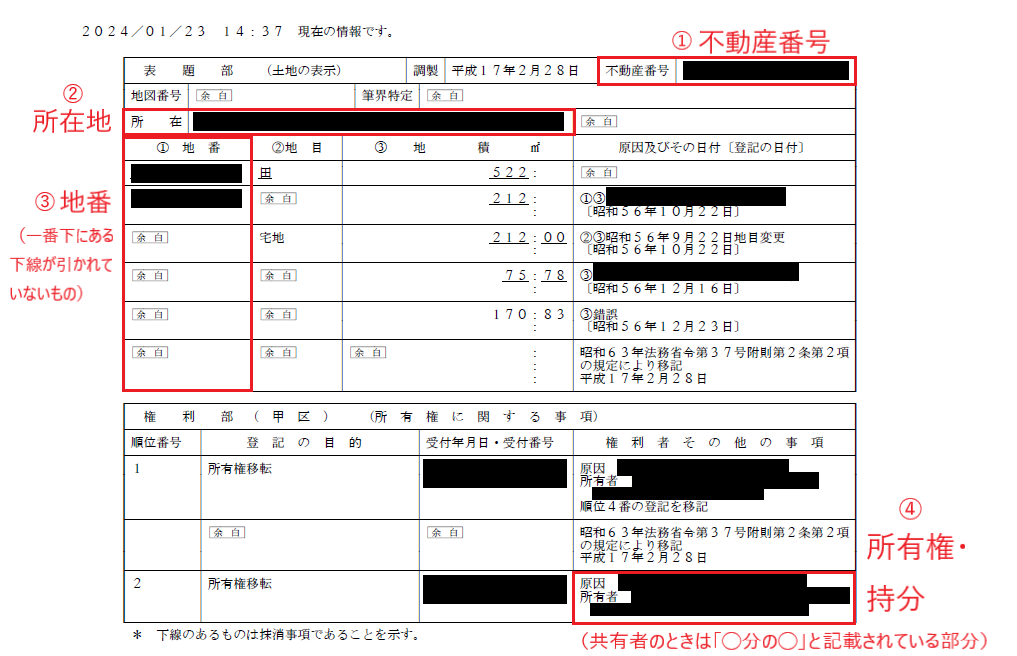 ２０２４／０１／２３　１４：３７　現在の情報です。
① 不動産番号
表　題　部　（土地の表示）　調製　平成１７年２月２８日　不動産番号
地図番号　余　白　筆界特定　余　白
②
所在地
所　在　余　白
①　地　番　②地　目　③　地　積　㎡　原因及びその日付〔登記の日付〕
田　５２２：　余　白
③ 地番
余　白　２１２：　①③
：　〔昭和５６年１０月２２日〕
（一番下にある
下線が引かれて
いないもの）
余　白　宅地　２１２：００　②③昭和５６年９月２２日地目変更
：　〔昭和５６年１０月２２日〕
余　白　余　白　７５：７８　③
：　〔昭和５６年１２月１６日〕
余　白　余　白　１７０：８３　③錯誤
：　〔昭和５６年１２月２３日〕
余　白　余　白　余　白　：　昭和６３年法務省令第３７号附則第２条第２項
：　の規定により移記
：　平成１７年２月２８日
権　利　部　（　甲　区　）　（所　有　権　に　関　す　る　事　項）
順位番号　登　記　の　目　的　受付年月日・受付番号　権　利　者　そ　の　他　の　事　項
１　所有権移転　原因
所有者
順位４番の登記を移記
余　白　余　白　昭和６３年法務省令第３７号附則第２条第２項
の規定により移記
平成１７年２月２８日
④
所有権・
持分
２　所有権移転　原因
所有者
（共有者のときは「〇分の〇」と記載されている部分）
＊　下線のあるものは抹消事項であることを示す。